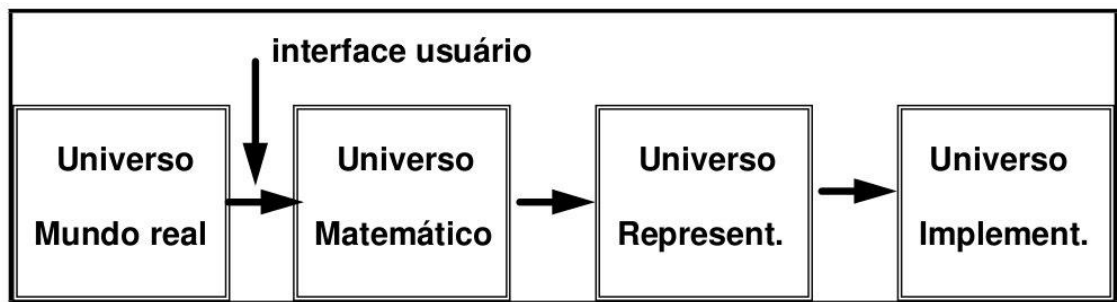 interface usuário
Universo
Mundo real
Universo
Matemático
Universo
Represent.
Universo
Implement.